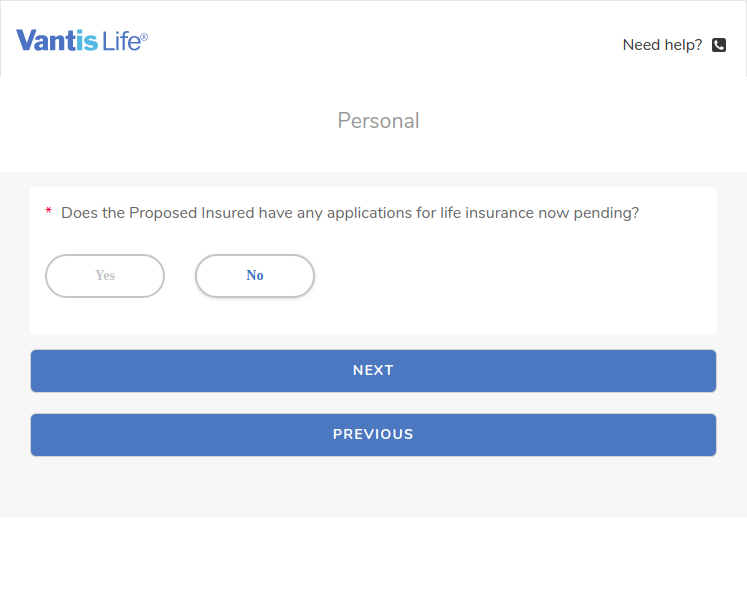 Vantis Life®
Need help?
Personal
* Does the Proposed Insured have any applications for life insurance now pending?
Yes No
NEXT
PREVIOUS